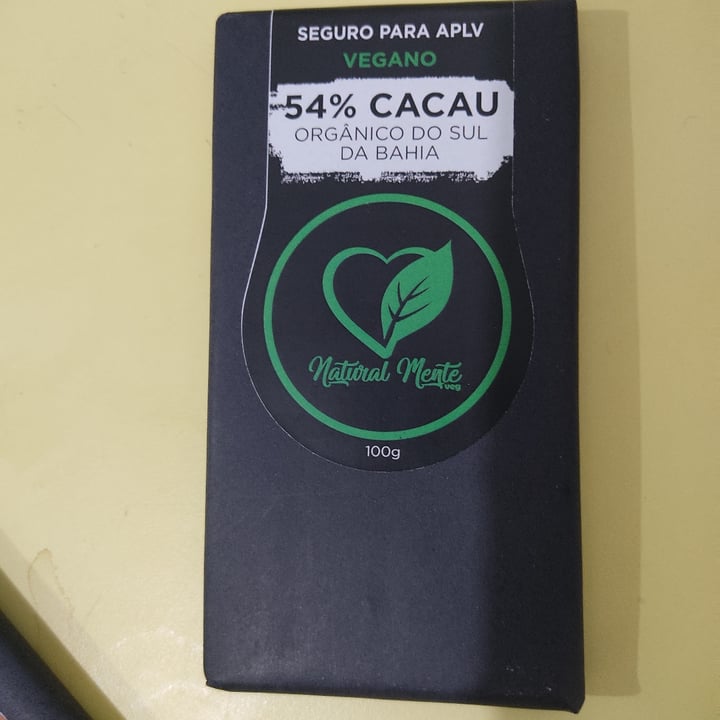 SEGURO PARA APLV
VEGANO
54% CACAU
ORGÂNICO DO SUL
DA BAHIA
Natural Mente
veg
100g